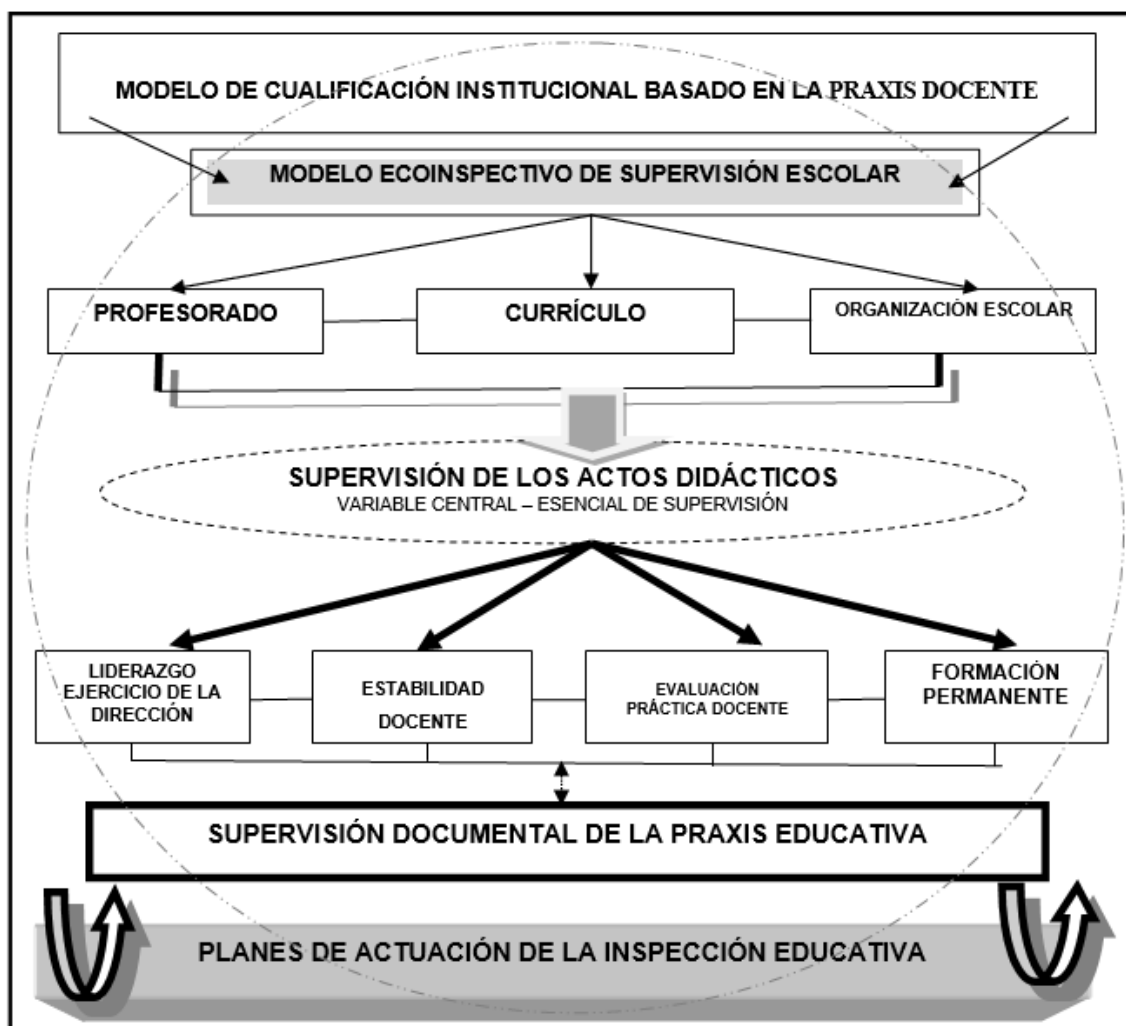 MODELO DE CUALIFICACIÓN INSTITUCIONAL BASADO EN LA PRAXIS DOCENTE
MODELO ECOINSPECTIVO DE SUPERVISIÓN ESCOLAR
PROFESORADO
CURRÍCULO
ORGANIZACIÓN ESCOLAR
SUPERVISIÓN DE LOS ACTOS DIDÁCTICOS
VARIABLE CENTRAL – ESENCIAL DE SUPERVISIÓN
LIDERAZGO
EJERCICIO DE LA
DIRECCIÓN
ESTABILIDAD
DOCENTE
EVALUACIÓN
PRÁCTICA DOCENTE
FORMACIÓN
PERMANENTE
SUPERVISIÓN DOCUMENTAL DE LA PRAXIS EDUCATIVA
PLANES DE ACTUACIÓN DE LA INSPECCIÓN EDUCATIVA